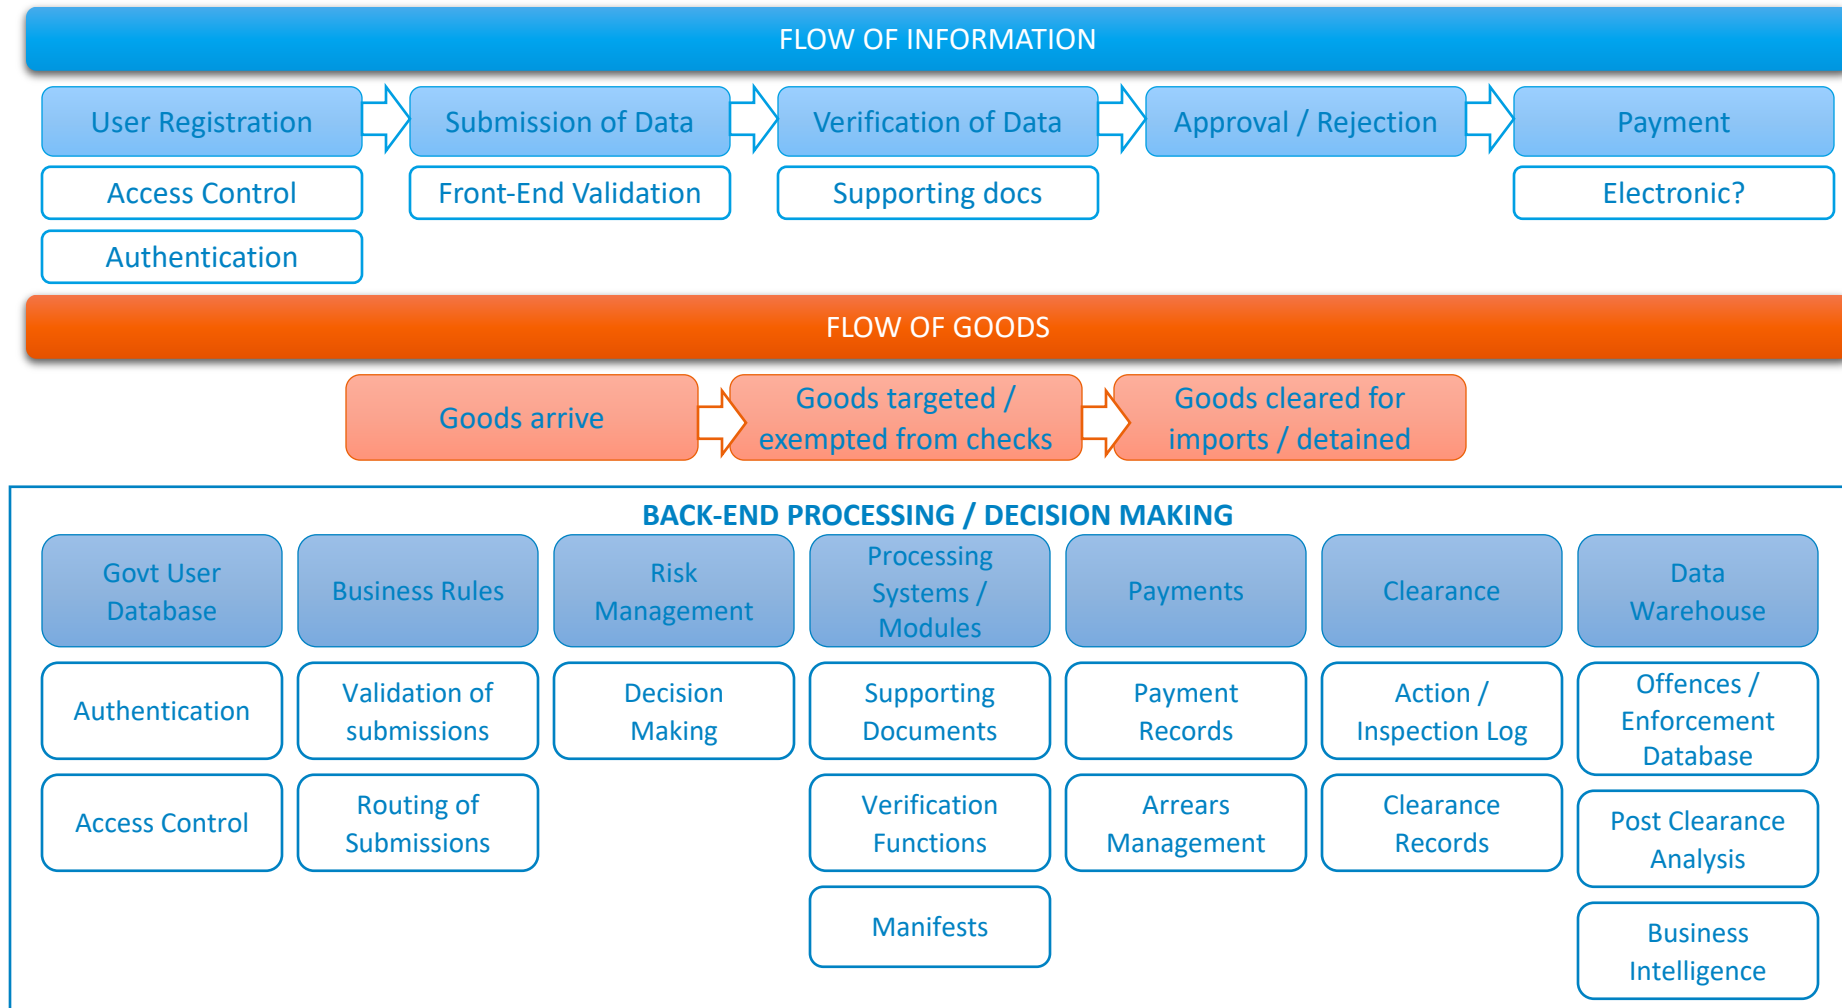 FLOW OF INFORMATION
User Registration
Submission of Data
Verification of Data
Approval / Rejection
Payment
Access Control
Front-End Validation
Supporting docs
Electronic?
Authentication
FLOW OF GOODS
Goods arrive
Goods targeted /
exempted from checks
Goods cleared for
imports / detained
BACK-END PROCESSING / DECISION MAKING
Govt User
Database
Business Rules
Risk
Management
Processing
Systems /
Modules
Payments
Clearance
Data
Warehouse
Authentication
Validation of
submissions
Decision
Making
Supporting
Documents
Payment
Records
Action /
Inspection Log
Offences /
Enforcement
Database
Access Control
Routing of
Submissions
Verification
Functions
Arrears
Management
Clearance
Records
Post Clearance
Analysis
Manifests
Business
Intelligence